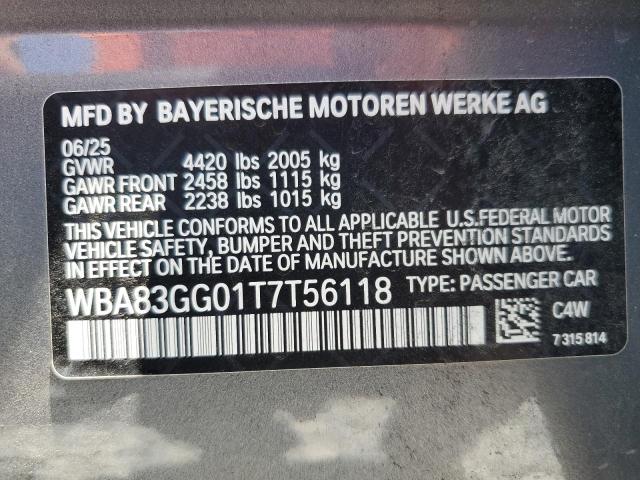 MFD BY BAYERISCHE MOTOREN WERKE AG
06/25
GVWR 4420 lbs 2005 kg
GAWR FRONT 2458 lbs 1115 kg
GAWR REAR 2238 lbs 1015 kg
THIS VEHICLE CONFORMS TO ALL APPLICABLE U.S.FEDERAL MOTOR
VEHICLE SAFETY, BUMPER AND THEFT PREVENTION STANDARDS
IN EFFECT ON THE DATE OF MANUFACTURE SHOWN ABOVE.
WBA83GG01T7T56118 TYPE: PASSENGER CAR
C4W
7315814